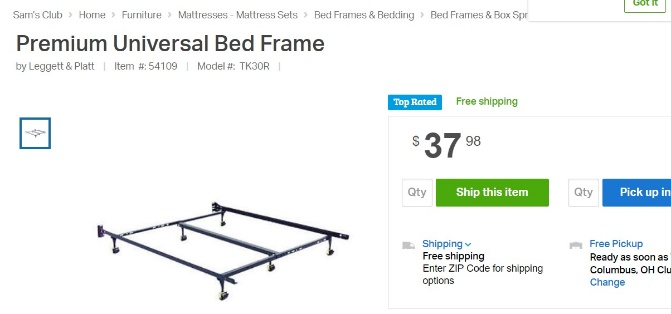 Sam's Club > Home > Furniture > Mattresses - Mattress Sets > Bed Frames & Bedding > Bed Frames & Box Spr
Got it
Premium Universal Bed Frame
by Leggett & Platt | Item #: 54109 | Model #: TK30R |
Top Rated Free shipping
$37 98
Qty Ship this item Qty Pick up in
Shipping Free Pickup
Free shipping Ready as soon as
Enter ZIP Code for shipping Columbus, OH Clu
options Change